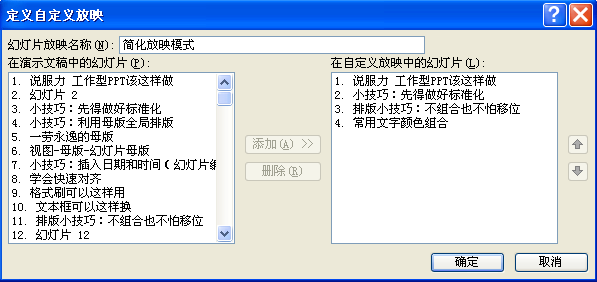 定义自定义放映
幻灯片放映名称(N): 简化放映模式
在演示文稿中的幻灯片(P):
1. 说服力 工作型PPT该这样做
2. 幻灯片 2
3. 小技巧：先得做好标准化
4. 小技巧：利用母版全局排版
5. 一劳永逸的母版
6. 视图-母版-幻灯片母版
7. 小技巧：插入日期和时间（幻灯片编
8. 学会快速对齐
9. 格式刷可以这样用
10. 文本框可以这样换
11. 排版小技巧：不组合也不怕移位
12. 幻灯片 12
添加(A) >>
删除(R)
在自定义放映中的幻灯片(L):
1. 说服力 工作型PPT该这样做
2. 小技巧：先得做好标准化
3. 排版小技巧：不组合也不怕移位
4. 常用文字颜色组合
确定
取消